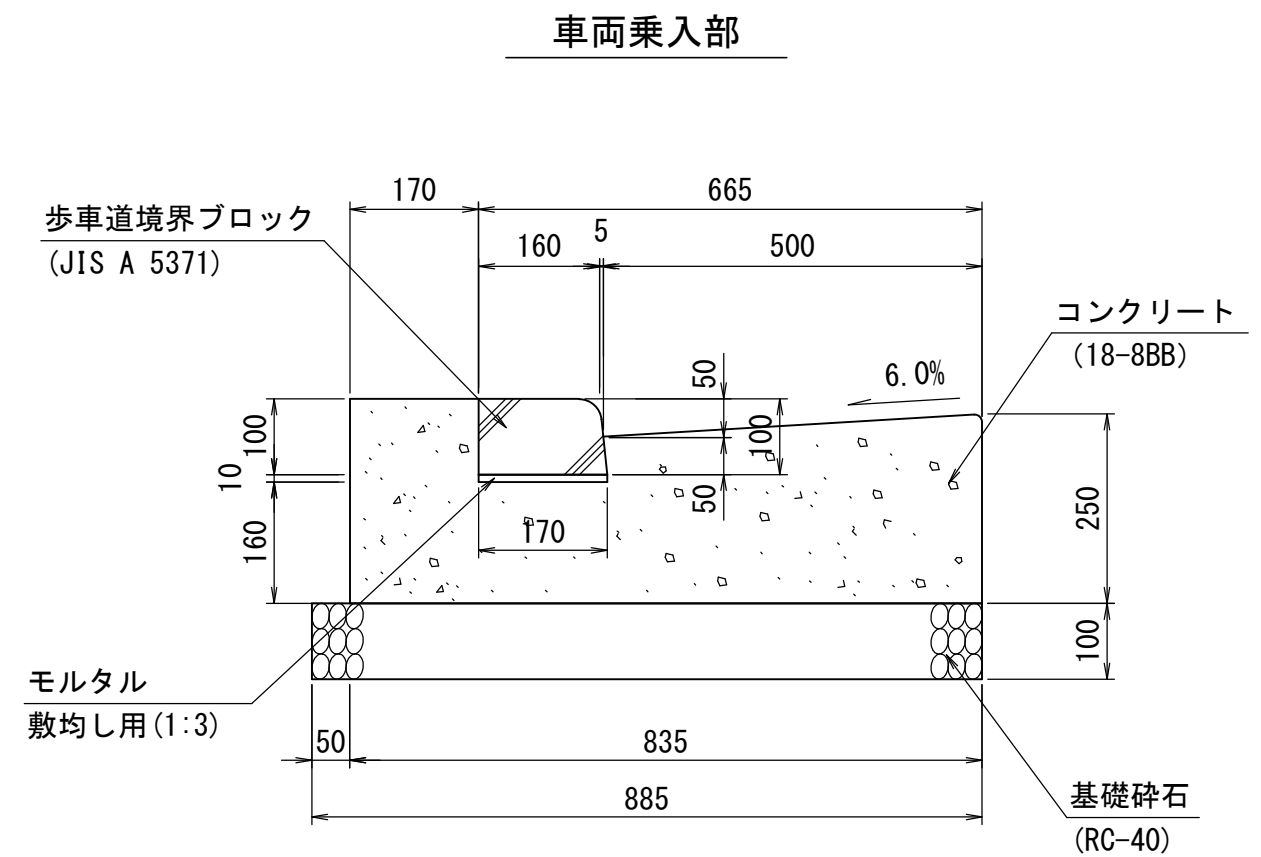 車両乗入部
170
665
歩車道境界ブロック
(JIS A 5371)
160
5
500
コンクリート
(18-8BB)
6.0%
50
100
100
10
50
160
170
250
100
モルタル
敷均し用(1:3)
50
835
885
基礎砕石
(RC-40)